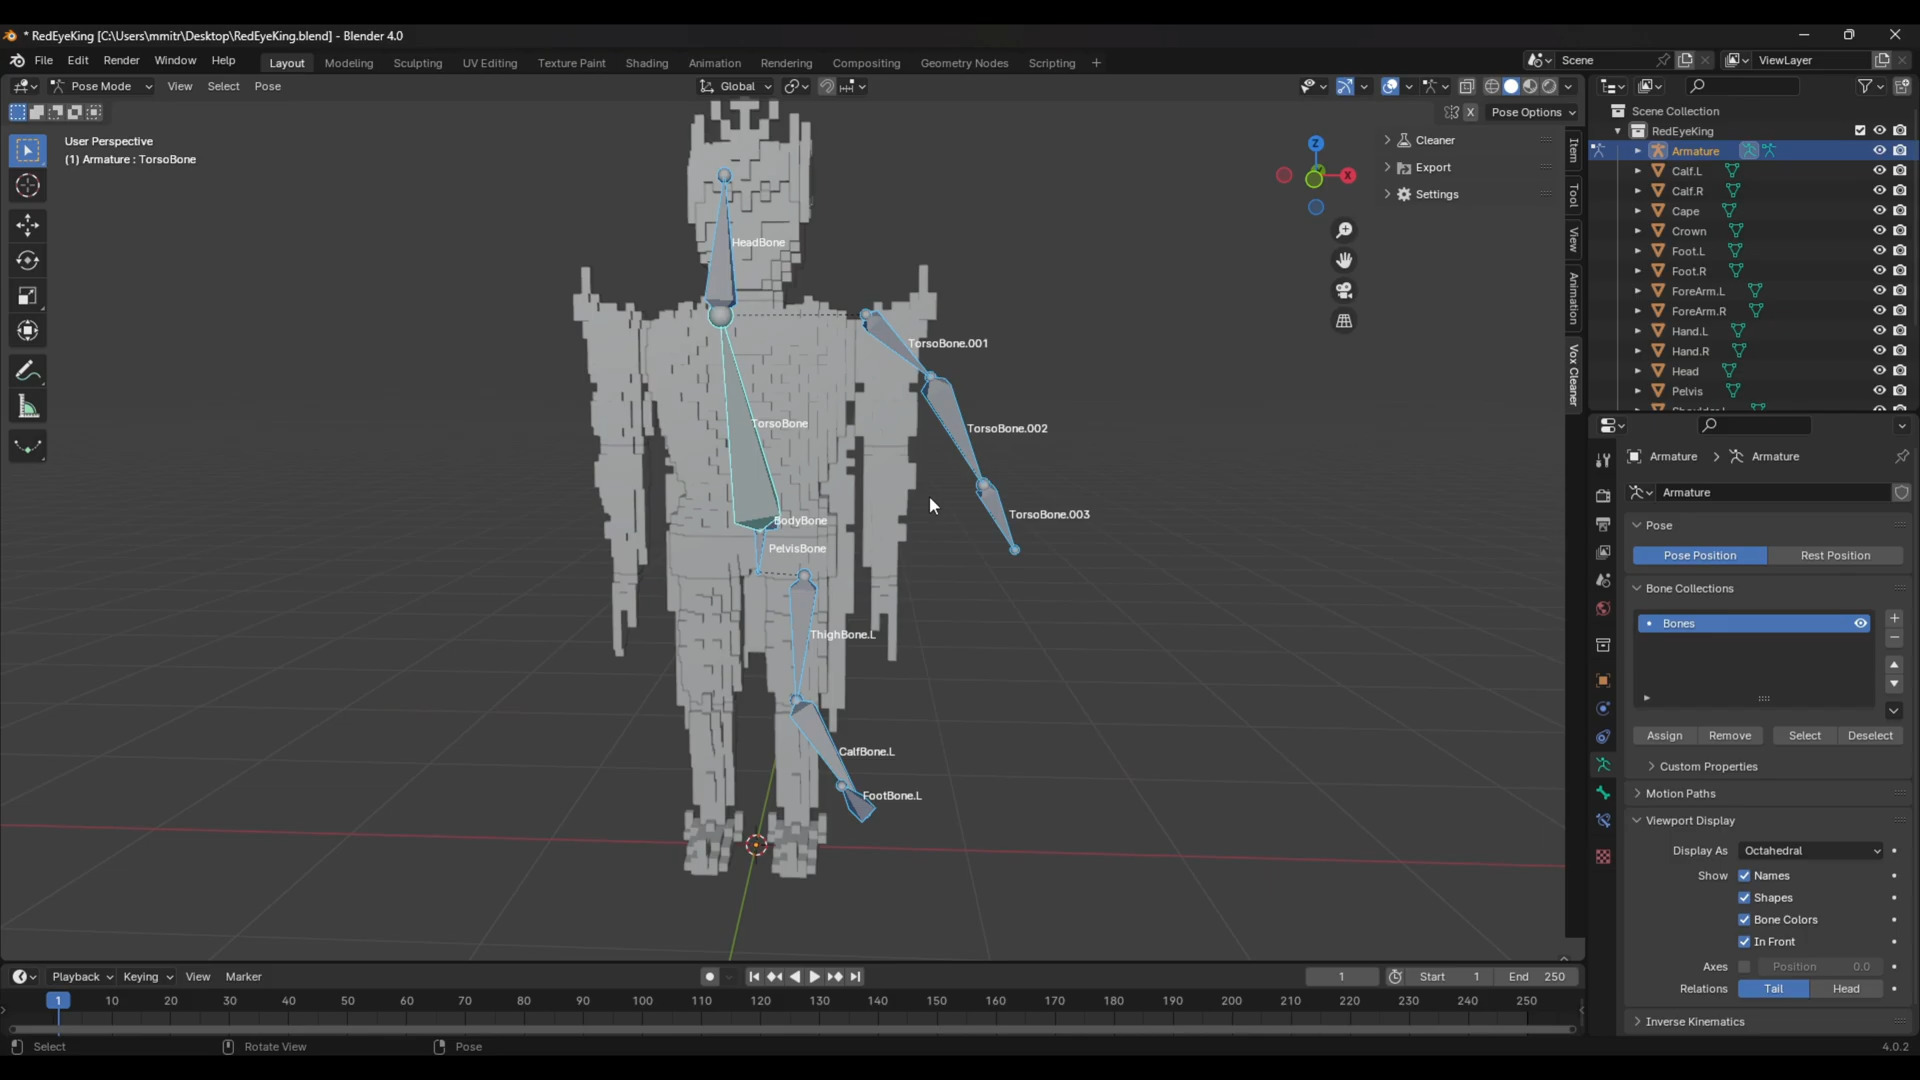 * RedEyeKing [C:\Users\mmitr\Desktop\RedEyeKing.blend] - Blender 4.0
File Edit Render Window Help Layout Modeling Sculpting UV Editing Texture Paint Shading Animation Rendering Compositing Geometry Nodes Scripting + Scene ViewLayer
Pose Mode View Select Pose Global
X Pose Options
User Perspective
(1) Armature : TorsoBone
Z
X
Cleaner
Export
Settings
Item
Tool
View
Animation
Vox Cleaner
HeadBone
TorsoBone.001
TorsoBone
TorsoBone.002
TorsoBone.003
BodyBone
PelvisBone
ThighBone.L
CalfBone.L
FootBone.L
Scene Collection
RedEyeKing
Armature
Calf.L
Calf.R
Cape
Crown
Foot.L
Foot.R
ForeArm.L
ForeArm.R
Hand.L
Hand.R
Head
Pelvis
Armature Armature
Armature
Pose
Pose Position Rest Position
Bone Collections
Bones
Assign Remove Select Deselect
Custom Properties
Motion Paths
Viewport Display
Display As Octahedral
Show Names
Shapes
Bone Colors
In Front
Axes Position 0.0
Relations Tail Head
Inverse Kinematics
Playback Keying View Marker 1 Start 1 End 250
1 10 20 30 40 50 60 70 80 90 100 110 120 130 140 150 160 170 180 190 200 210 220 230 240 250
Select Rotate View Pose 4.0.2